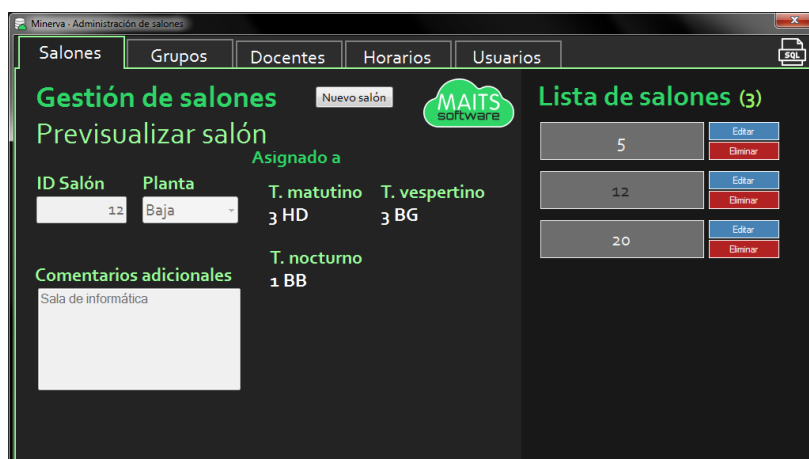 Minerva - Administración de salones
x
Salones Grupos Docentes Horarios Usuarios
SQL
Gestión de salones
Nuevo salón
MAITS
software
Previsualizar salón
Asignado a
ID Salón Planta
12 Baja
T. matutino T. vespertino
3 HD 3 BG
T. nocturno
1 BB
Comentarios adicionales
Sala de informática
Lista de salones (3)
5
Editar
Eliminar
12
Editar
Eliminar
20
Editar
Eliminar